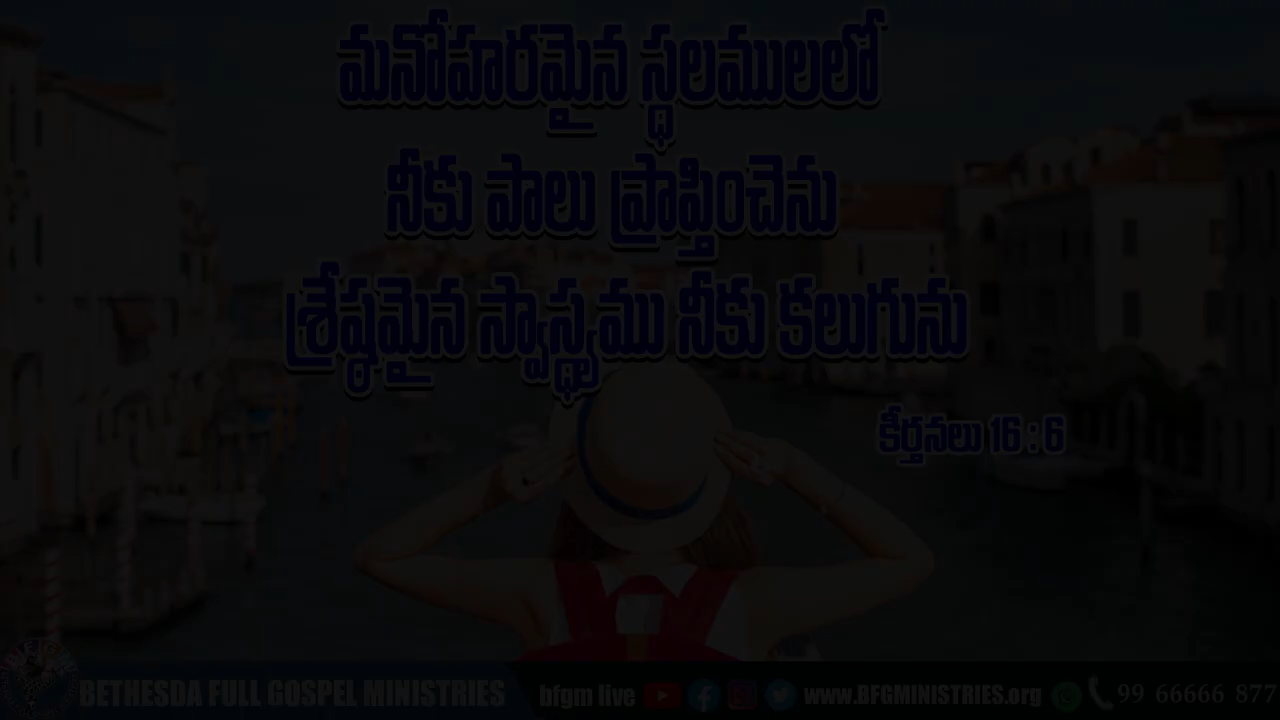 మనోహరమైన స్థలములలో
నీకు పాలు ప్రాప్తించెను
శ్రేష్ఠమైన స్వాస్థ్యము నీకు కలుగును
కీర్తనలు 16 : 6
BETHESDA FULL GOSPEL MINISTRIES bfgm live www.BFGMINISTRIES.org 99 66666 877